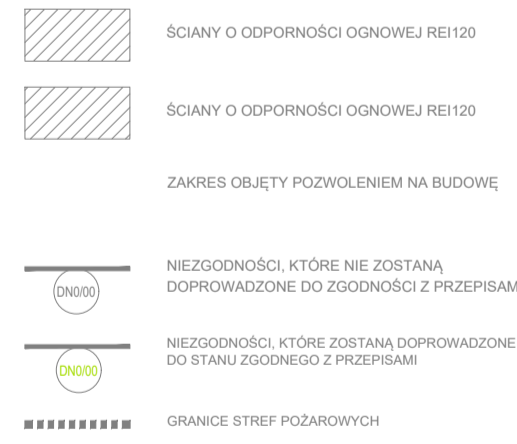 ŚCIANY O ODPORNOŚCI OGNOWEJ REI120
ŚCIANY O ODPORNOŚCI OGNOWEJ REI120
ZAKRES OBJĘTY POZWOLENIEM NA BUDOWĘ
NIEZGODNOŚCI, KTÓRE NIE ZOSTANĄ
DN0/00
DOPROWADZONE DO ZGODNOŚCI Z PRZEPISAM
NIEZGODNOŚCI, KTÓRE ZOSTANĄ DOPROWADZONE
DO STANU ZGODNEGO Z PRZEPISAMI
DN0/00
GRANICE STREF POŻAROWYCH